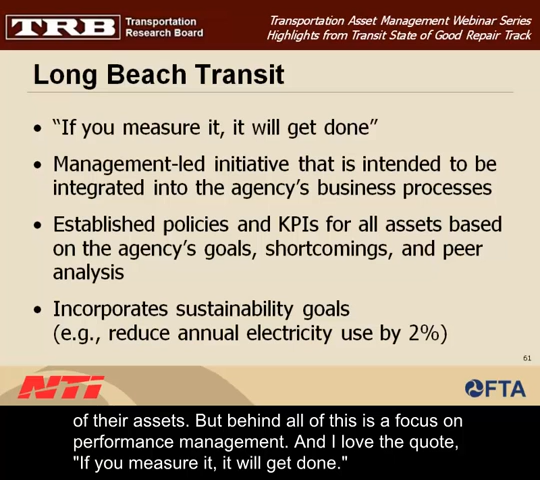 TRB Transportation
Research Board
Transportation Asset Management Webinar Series
Highlights from Transit State of Good Repair Track
Long Beach Transit
• “If you measure it, it will get done”
• Management-led initiative that is intended to be
integrated into the agency’s business processes
• Established policies and KPIs for all assets based
on the agency’s goals, shortcomings, and peer
analysis
• Incorporates sustainability goals
(e.g., reduce annual electricity use by 2%)
61
NTI
FTA
of their assets. But behind all of this is a focus on
performance management. And I love the quote,
"If you measure it, it will get done."